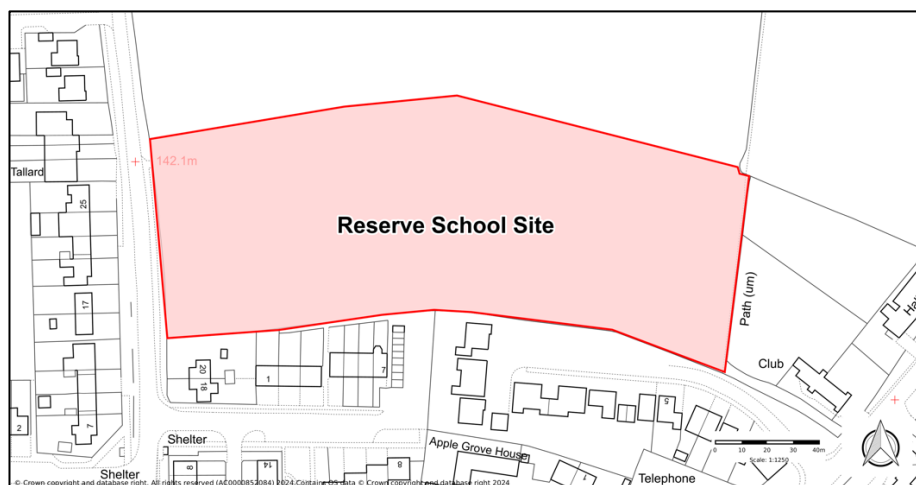 142.1m
Tallard
25
Reserve School Site
17
Path (um)
20
18
1
7
Club
2
7
5
Shelter
Shelter
8
14
Apple Grove House
8
1
Telephone
0
10
20
30
40m
Scale: 1:1250
© Crown copyright and database right. All rights reserved (AC0000852084) 2024 Contains OS data © Crown copyright and database right 2024